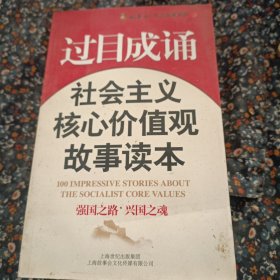 过目成诵
社会主义
核心价值观
故事读本
100 IMPRESSIVE STORIES ABOUT
THE SOCIALIST CORE VALUES
强国之路·兴国之魂
上海世纪出版集团
上海故事会文化传媒有限公司